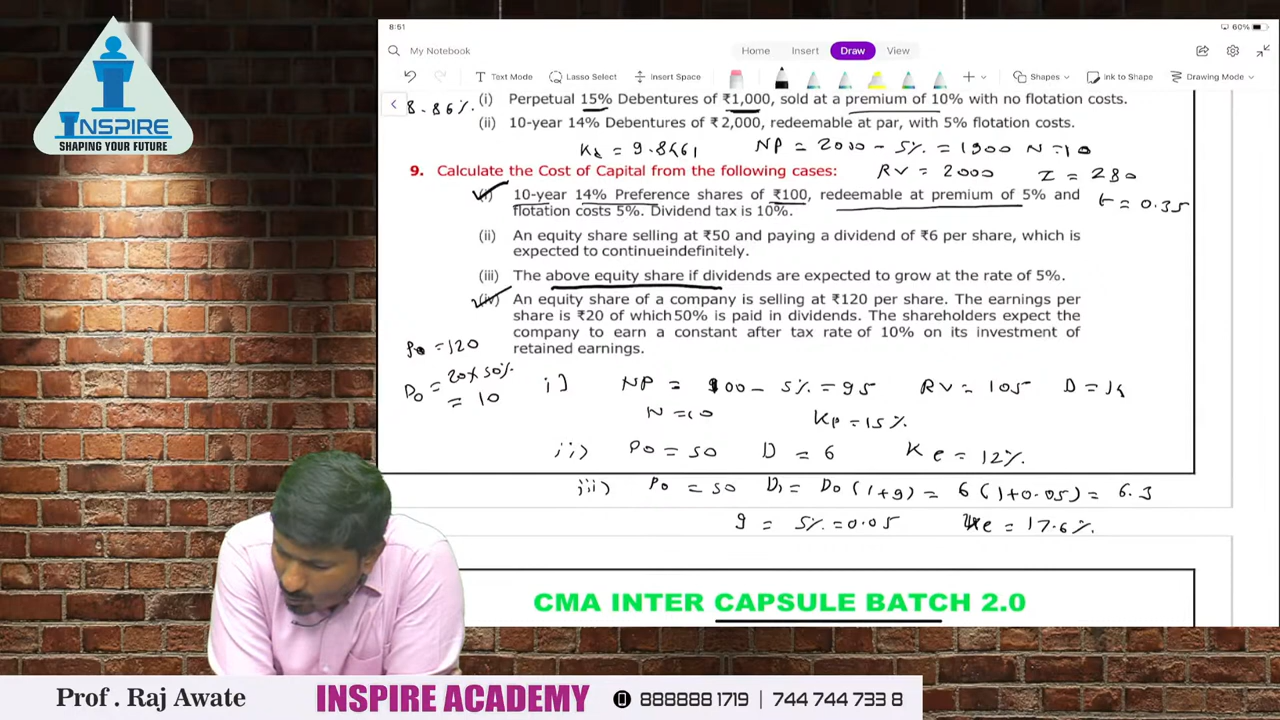 8:51
60%
My Notebook
Home Insert Draw View
Text Mode Lasso Select Insert Space Shapes Ink to Shape Drawing Mode
INSPIRE
SHAPING YOUR FUTURE
8.86%. (i) Perpetual 15% Debentures of ₹1,000, sold at a premium of 10% with no flotation costs.
(ii) 10-year 14% Debentures of ₹2,000, redeemable at par, with 5% flotation costs.
NP = 2000 - 5% = 1900 N = 10
9. Calculate the Cost of Capital from the following cases: RV = 2000 I = 280
(i) 10-year 14% Preference shares of ₹100, redeemable at premium of 5% and
flotation costs 5%. Dividend tax is 10%. t = 0.35
(ii) An equity share selling at ₹50 and paying a dividend of ₹6 per share, which is
expected to continueindefinitely.
(iii) The above equity share if dividends are expected to grow at the rate of 5%.
(iv) An equity share of a company is selling at ₹120 per share. The earnings per
share is ₹20 of which 50% is paid in dividends. The shareholders expect the
company to earn a constant after tax rate of 10% on its investment of
retained earnings.
P0 = 120
D0 = 20 x 50%
= 10
i) NP = 100 - 5% = 95 RV = 105 D = 14
N = 10 Kp = 15%
ii) P0 = 50 D = 6 Ke = 12%.
iii) P0 = 50 D1 = D0 (1+g) = 6 (1+0.05) = 6.3
g = 5% = 0.05 Ke = 17.6%.
CMA INTER CAPSULE BATCH 2.0
Prof . Raj Awate INSPIRE ACADEMY 888888 1719 | 744 744 733 8